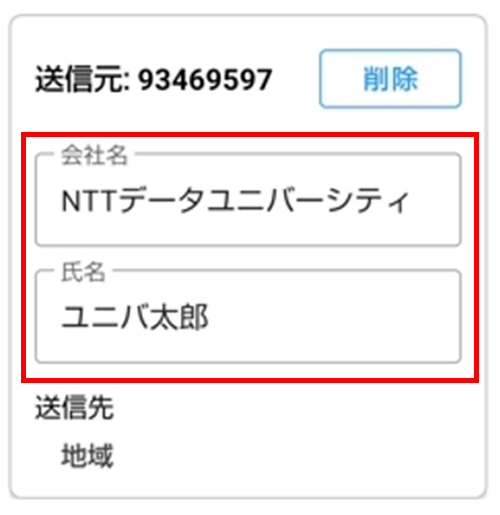 送信元: 93469597
削除
会社名
NTTデータユニバーシティ
氏名
ユニバ太郎
送信先
地域